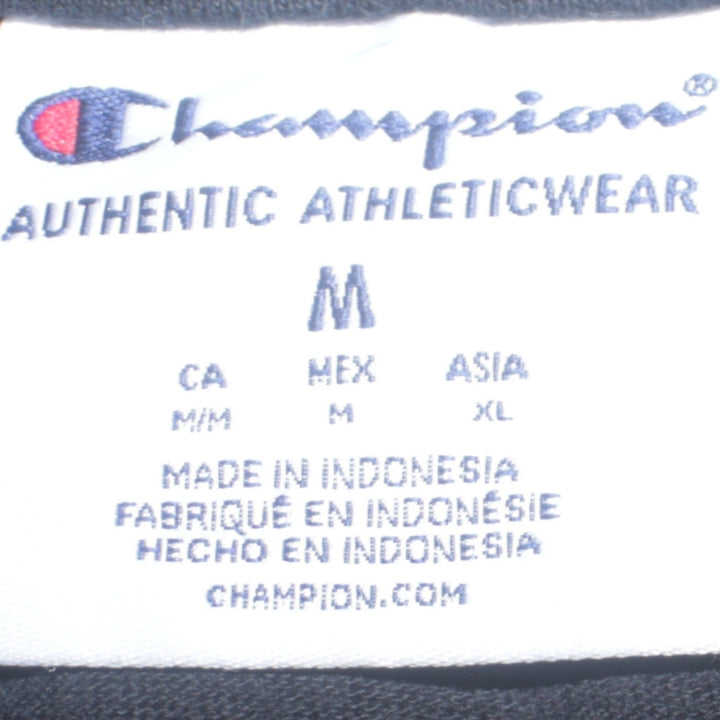 Champion®
AUTHENTIC ATHLETICWEAR
M
CA MEX ASIA
M/M M XL
MADE IN INDONESIA
FABRIQUÉ EN INDONÉSIE
HECHO EN INDONESIA
CHAMPION.COM